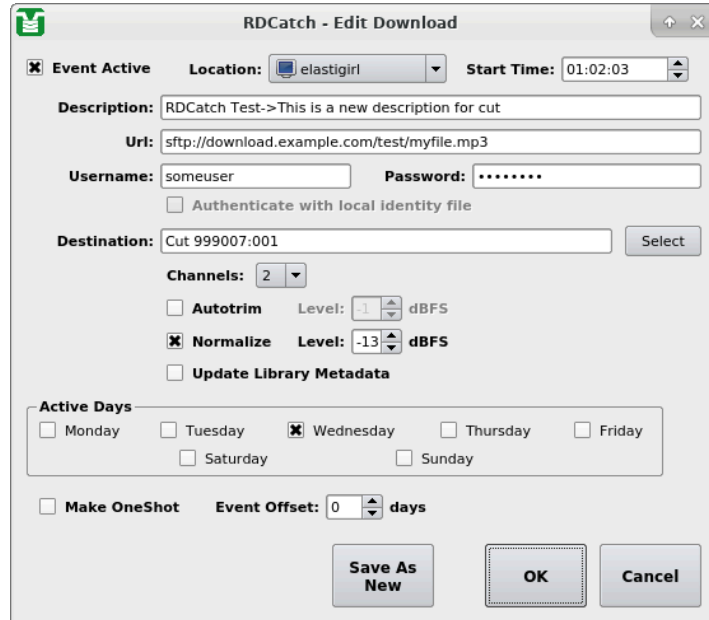 RDCatch - Edit Download
Event Active Location: elastigirl Start Time: 01:02:03
Description: RDCatch Test->This is a new description for cut
Url: sftp://download.example.com/test/myfile.mp3
Username: someuser Password: ••••••••
Authenticate with local identity file
Destination: Cut 999007:001 Select
Channels: 2
Autotrim Level: -1 dBFS
Normalize Level: -13 dBFS
Update Library Metadata
Active Days
Monday Tuesday Wednesday Thursday Friday
Saturday Sunday
Make OneShot Event Offset: 0 days
Save As
New
OK Cancel